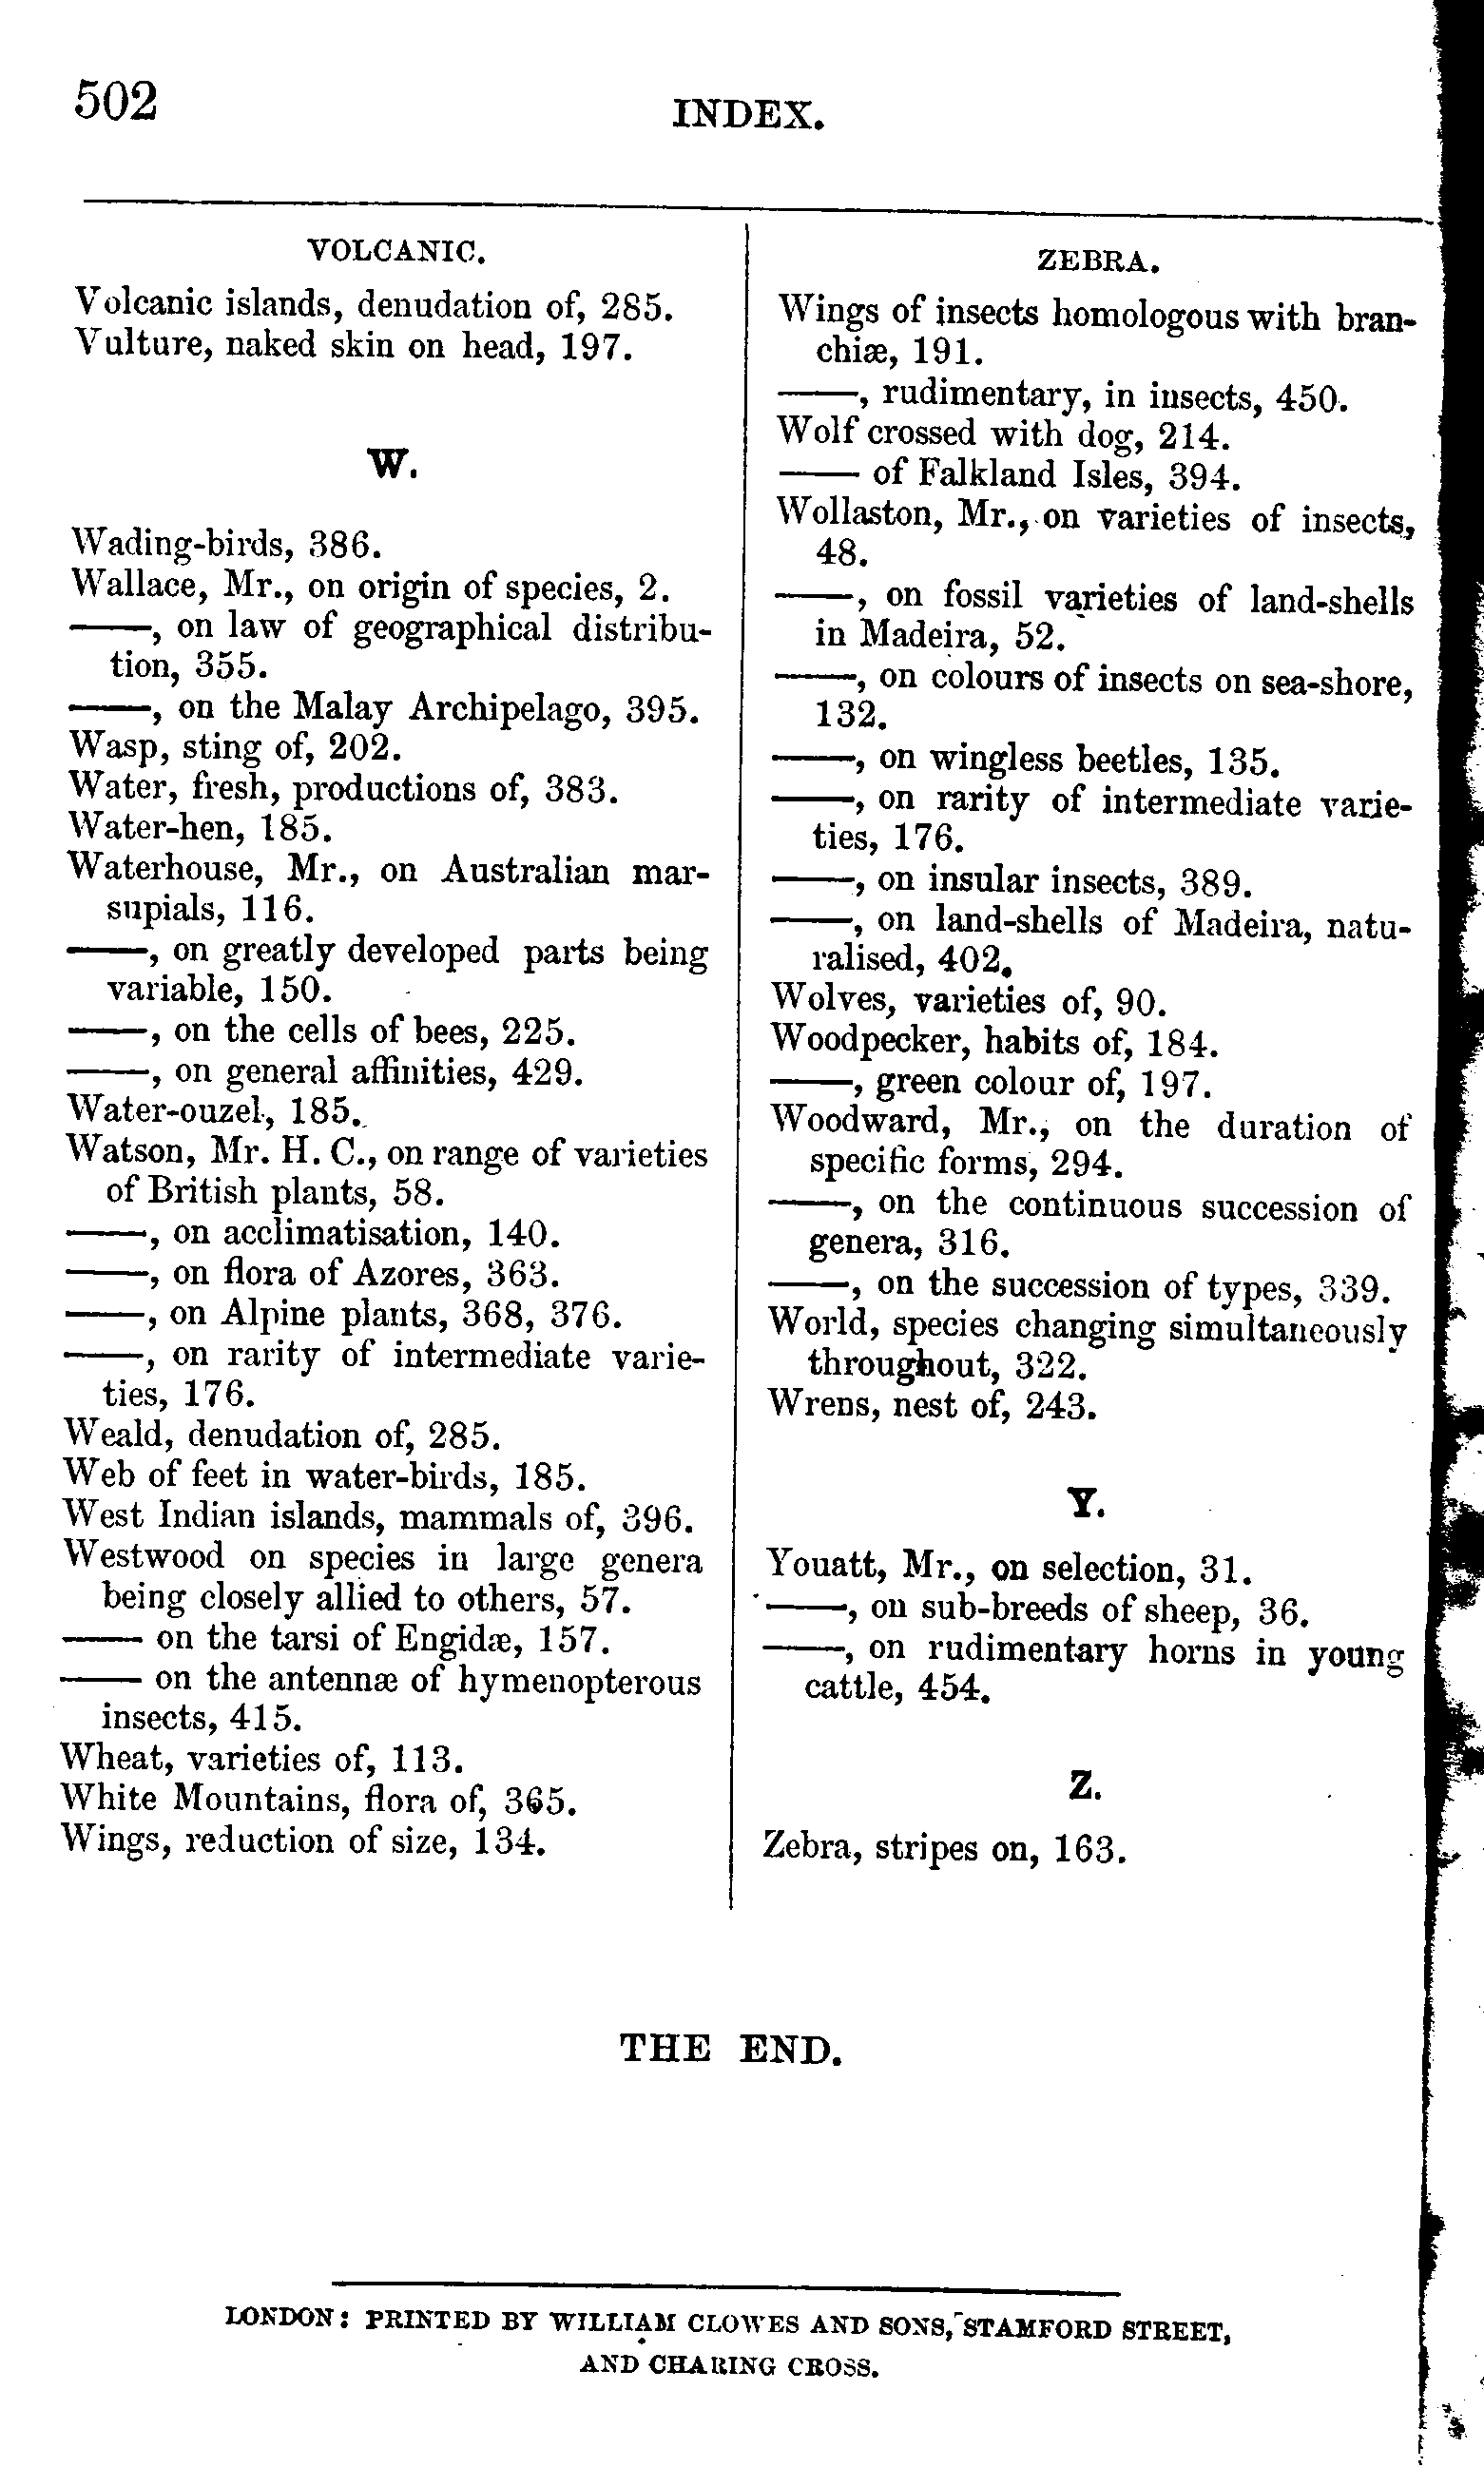 502
INDEX.
VOLCANIC.
Volcanic islands, denudation of, 285.
Vulture, naked skin on head, 197.
W.
Wading-birds, 386.
Wallace, Mr., on origin of species, 2.
——, on law of geographical distribu-
tion, 355.
——, on the Malay Archipelago, 395.
Wasp, sting of, 202.
Water, fresh, productions of, 383.
Water-hen, 185.
Waterhouse, Mr., on Australian mar-
supials, 116.
——, on greatly developed parts being
variable, 150.
——, on the cells of bees, 225.
——, on general affinities, 429.
Water-ouzel, 185.
Watson, Mr. H. C., on range of varieties
of British plants, 58.
——, on acclimatisation, 140.
——, on flora of Azores, 363.
——, on Alpine plants, 368, 376.
——, on rarity of intermediate varie-
ties, 176.
Weald, denudation of, 285.
Web of feet in water-birds, 185.
West Indian islands, mammals of, 396.
Westwood on species in large genera
being closely allied to others, 57.
—— on the tarsi of Engidæ, 157.
—— on the antennæ of hymenopterous
insects, 415.
Wheat, varieties of, 113.
White Mountains, flora of, 365.
Wings, reduction of size, 134.
ZEBRA.
Wings of insects homologous with bran-
chiæ, 191.
——, rudimentary, in insects, 450.
Wolf crossed with dog, 214.
—— of Falkland Isles, 394.
Wollaston, Mr., on varieties of insects,
48.
——, on fossil varieties of land-shells
in Madeira, 52.
——, on colours of insects on sea-shore,
132.
——, on wingless beetles, 135.
——, on rarity of intermediate varie-
ties, 176.
——, on insular insects, 389.
——, on land-shells of Madeira, natu-
ralised, 402.
Wolves, varieties of, 90.
Woodpecker, habits of, 184.
——, green colour of, 197.
Woodward, Mr., on the duration of
specific forms, 294.
——, on the continuous succession of
genera, 316.
——, on the succession of types, 339.
World, species changing simultaneously
throughout, 322.
Wrens, nest of, 243.
Y.
Youatt, Mr., on selection, 31.
——, on sub-breeds of sheep, 36.
——, on rudimentary horns in young
cattle, 454.
Z.
Zebra, stripes on, 163.
THE END.
LONDON: PRINTED BY WILLIAM CLOWES AND SONS, STAMFORD STREET,
AND CHARING CROSS.